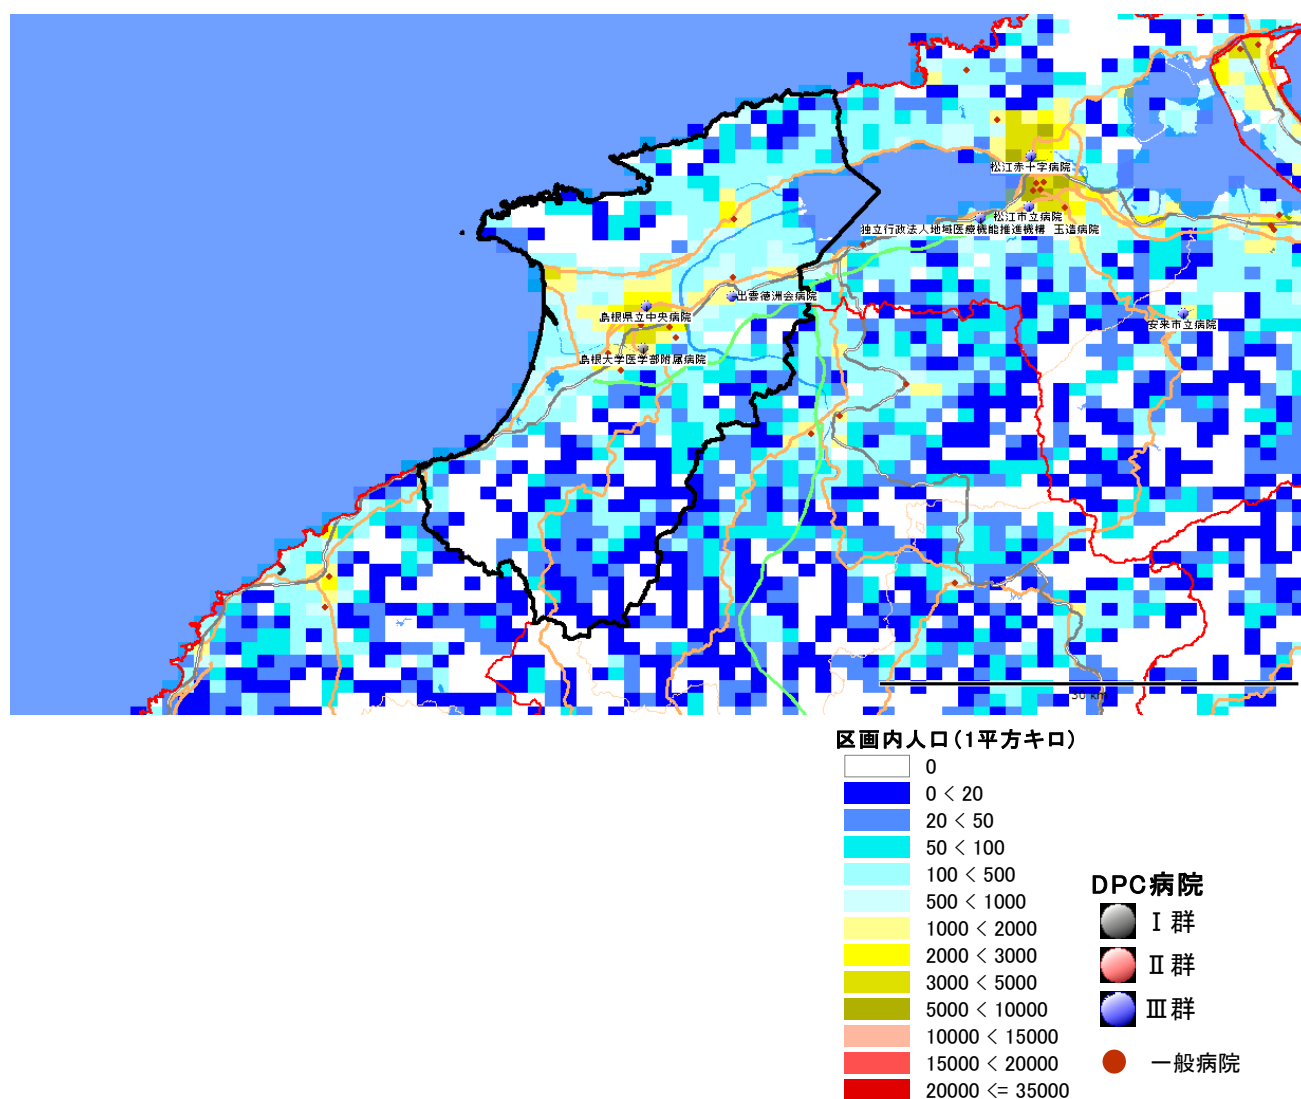 松江赤十字病院
松江市立病院
独立行政法人地域医療機能推進機構 玉造病院
出雲徳洲会病院
島根県立中央病院
安来市立病院
島根大学医学部附属病院
30 km
区画内人口(1平方キロ)
0
0 < 20
20 < 50
50 < 100
100 < 500
500 < 1000
1000 < 2000
2000 < 3000
3000 < 5000
5000 < 10000
10000 < 15000
15000 < 20000
20000 <= 35000
DPC病院
Ⅰ群
Ⅱ群
Ⅲ群
一般病院